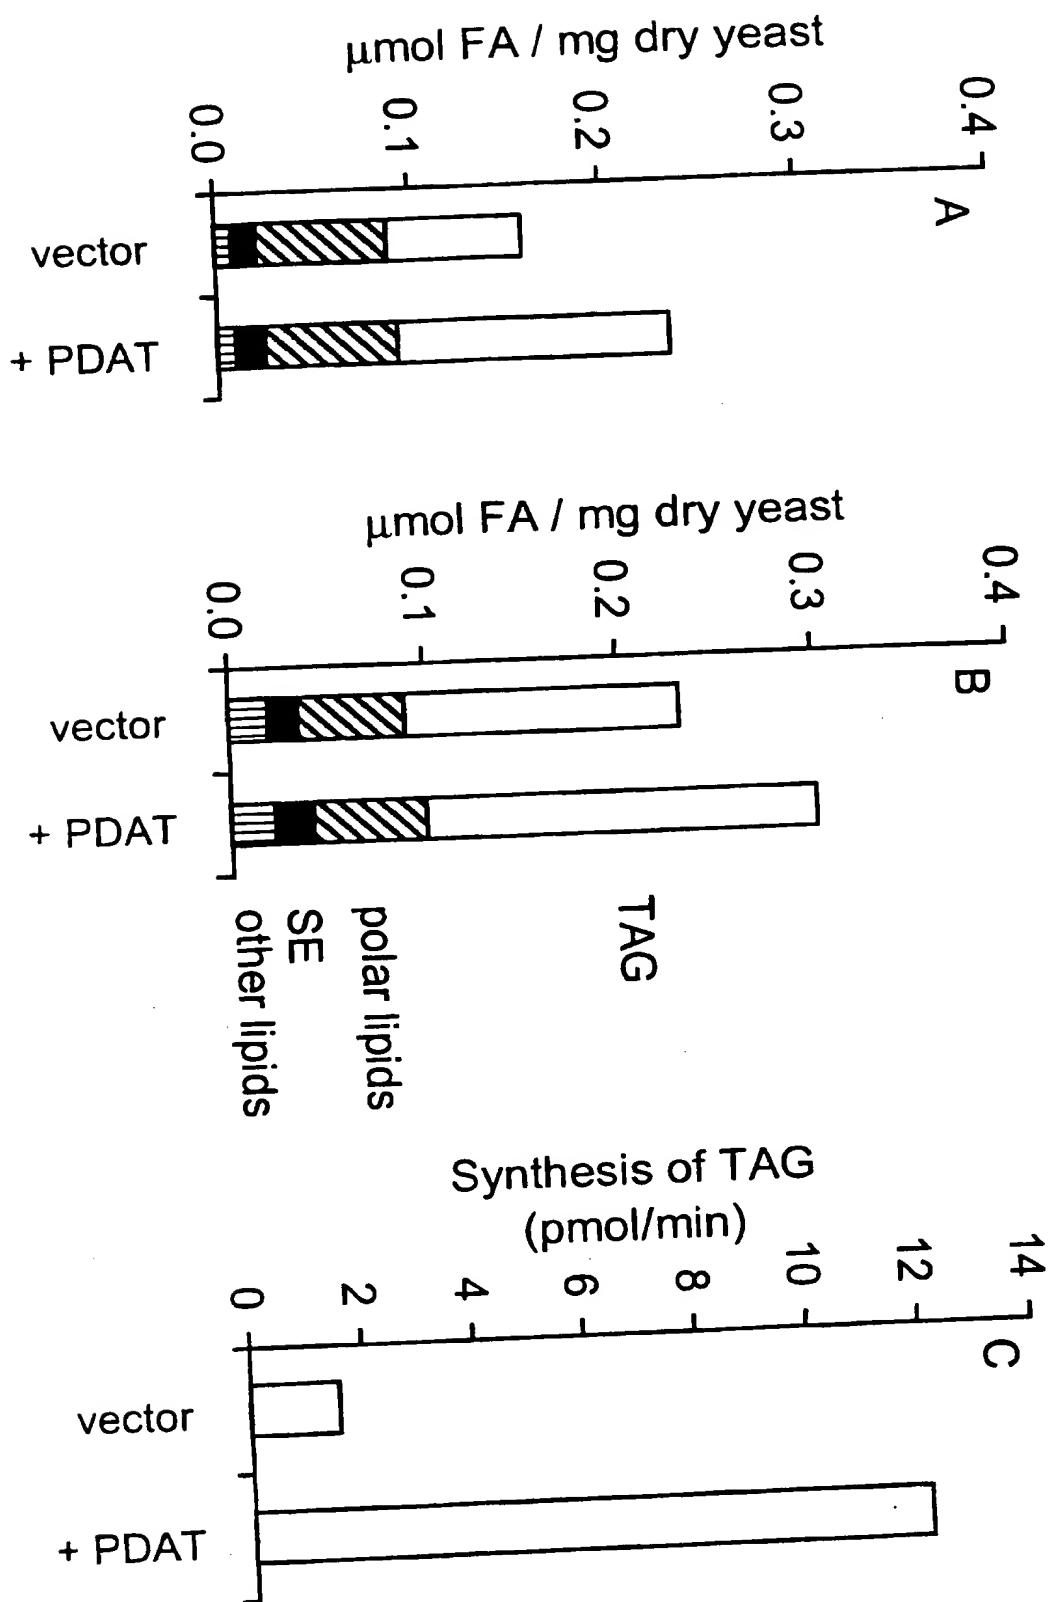 μmol FA / mg dry yeast
0.0
0.1
0.2
0.3
0.4
A
vector
+ PDAT
μmol FA / mg dry yeast
0.0
0.1
0.2
0.3
0.4
B
vector
+ PDAT
TAG
polar lipids
SE
other lipids
Synthesis of TAG
(pmol/min)
0
2
4
6
8
10
12
14
C
vector
+ PDAT